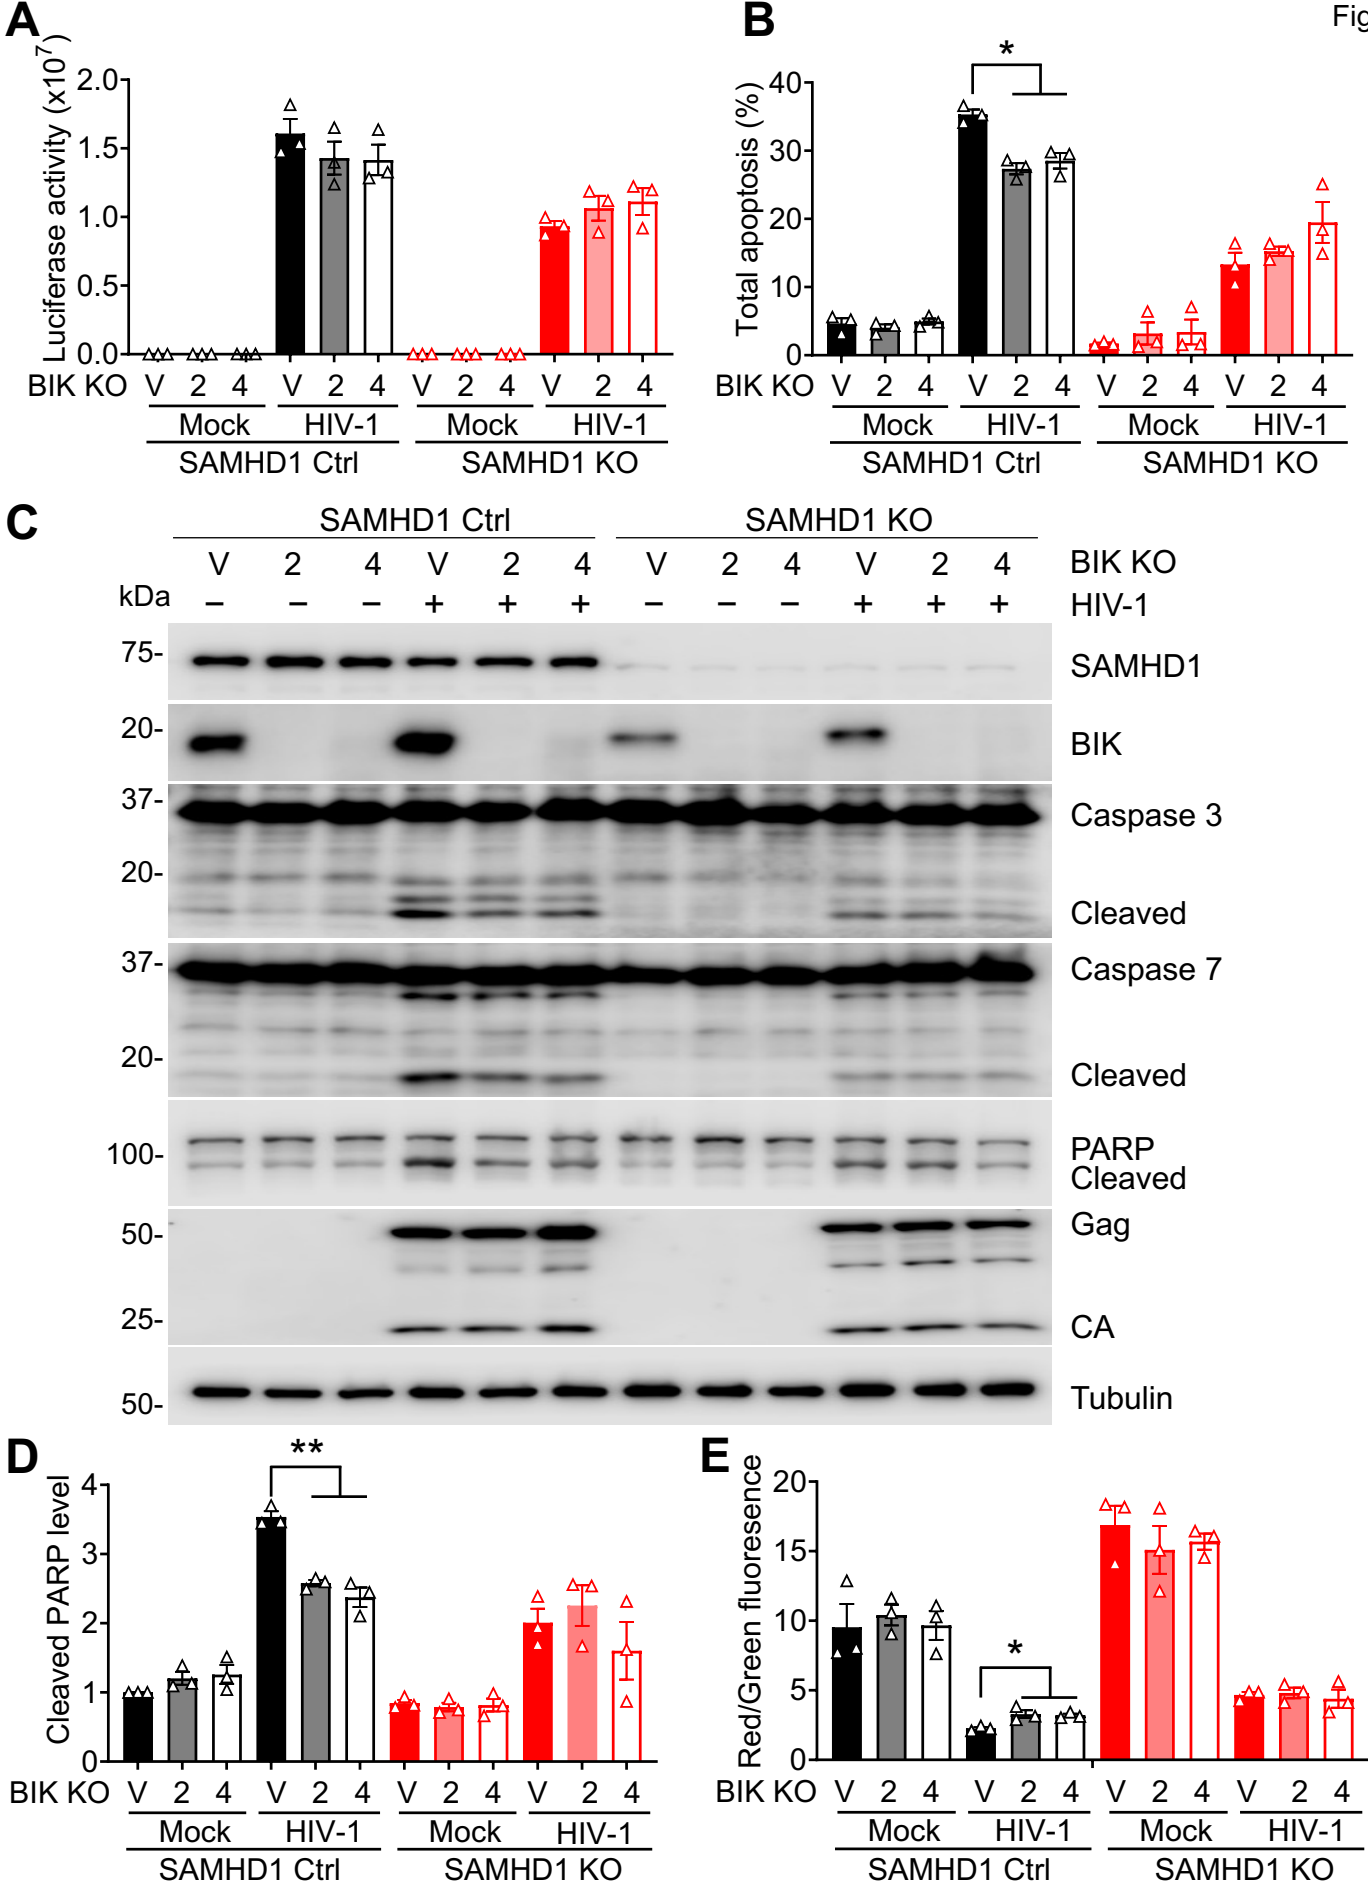 A
B
Fig
Luciferase activity (x10⁷)
2.0
1.5
1.0
0.5
0.0
BIK KO V 2 4 V 2 4 V 2 4 V 2 4
Mock HIV-1 Mock HIV-1
SAMHD1 Ctrl SAMHD1 KO
Total apoptosis (%)
*
40
30
20
10
0
BIK KO V 2 4 V 2 4 V 2 4 V 2 4
Mock HIV-1 Mock HIV-1
SAMHD1 Ctrl SAMHD1 KO
C
SAMHD1 Ctrl SAMHD1 KO
V 2 4 V 2 4 V 2 4 V 2 4 BIK KO
kDa − − − + + + − − − + + + HIV-1
75- SAMHD1
20- BIK
37- Caspase 3
20-
Cleaved
37- Caspase 7
20-
Cleaved
PARP
100-
Cleaved
Gag
50-
25- CA
50- Tubulin
D
Cleaved PARP level
**
4
3
2
1
0
BIK KO V 2 4 V 2 4 V 2 4 V 2 4
Mock HIV-1 Mock HIV-1
SAMHD1 Ctrl SAMHD1 KO
E
Red/Green fluoresence
20
15
10
5
0
*
BIK KO V 2 4 V 2 4 V 2 4 V 2 4
Mock HIV-1 Mock HIV-1
SAMHD1 Ctrl SAMHD1 KO